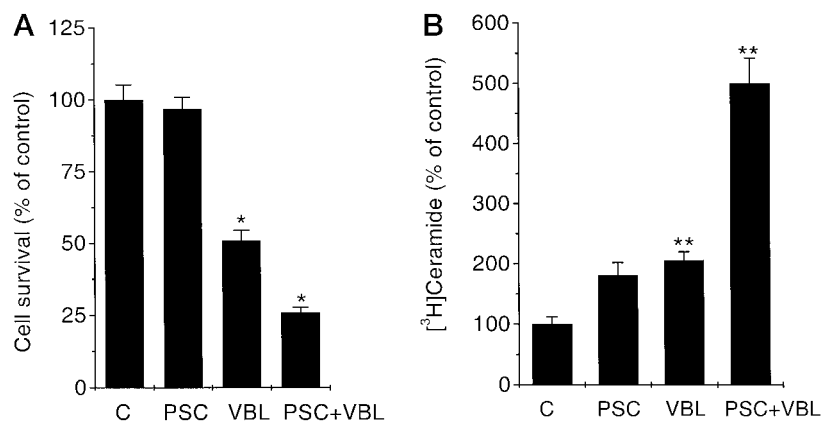 A
Cell survival (% of control)
125
100
75
50
25
0
*
*
C PSC VBL PSC+VBL
B
[³H]Ceramide (% of control)
600
500
400
300
200
100
0
**
**
C PSC VBL PSC+VBL